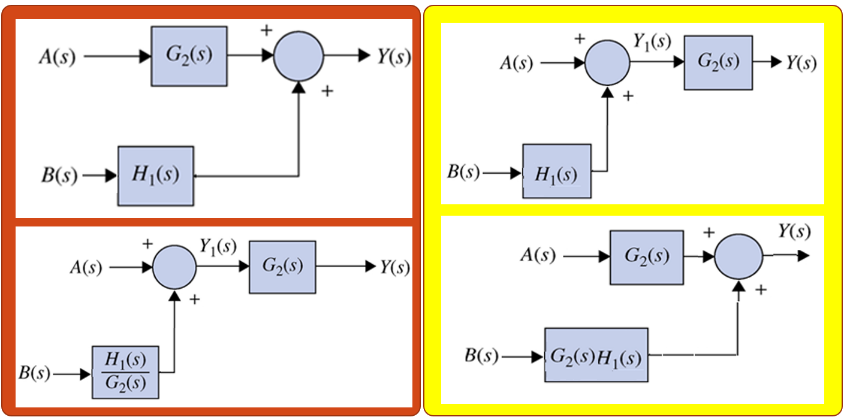 A(s) G₂(s) + Y(s)
+
B(s) H₁(s)
+ Y₁(s)
A(s) G₂(s) Y(s)
+
B(s) H₁(s)
G₂(s)
+ Y₁(s)
A(s) G₂(s) Y(s)
+
B(s) H₁(s)
+ Y(s)
A(s) G₂(s)
+
B(s) G₂(s)H₁(s)